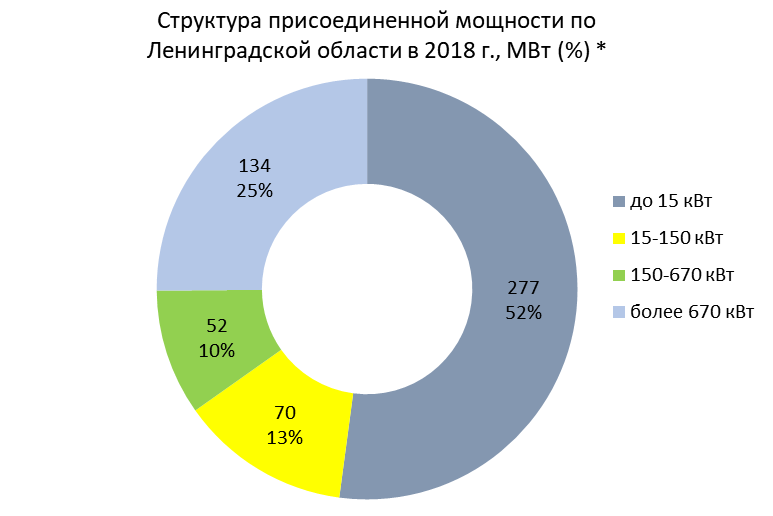 Структура присоединенной мощности по
Ленинградской области в 2018 г., МВт (%) *
134
25%
277
52%
52
10%
70
13%
до 15 кВт
15-150 кВт
150-670 кВт
более 670 кВт